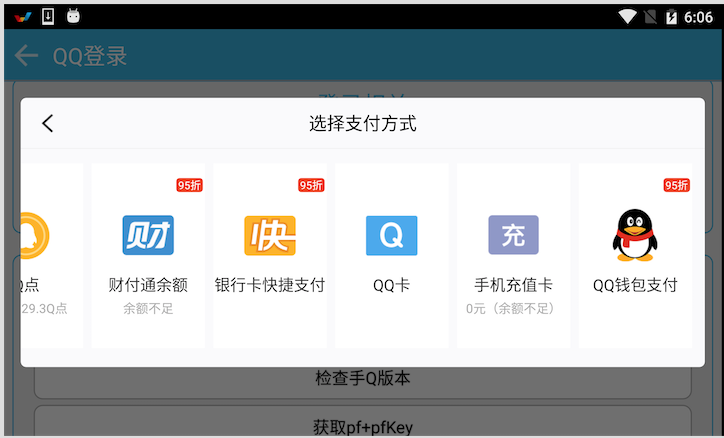 6:06
QQ登录
选择支付方式
95折
95折
95折
财
快
Q
充
Q点
财付通余额
银行卡快捷支付
QQ卡
手机充值卡
QQ钱包支付
29.3Q点
余额不足
0元（余额不足）
检查手Q版本
获取pf+pfKey